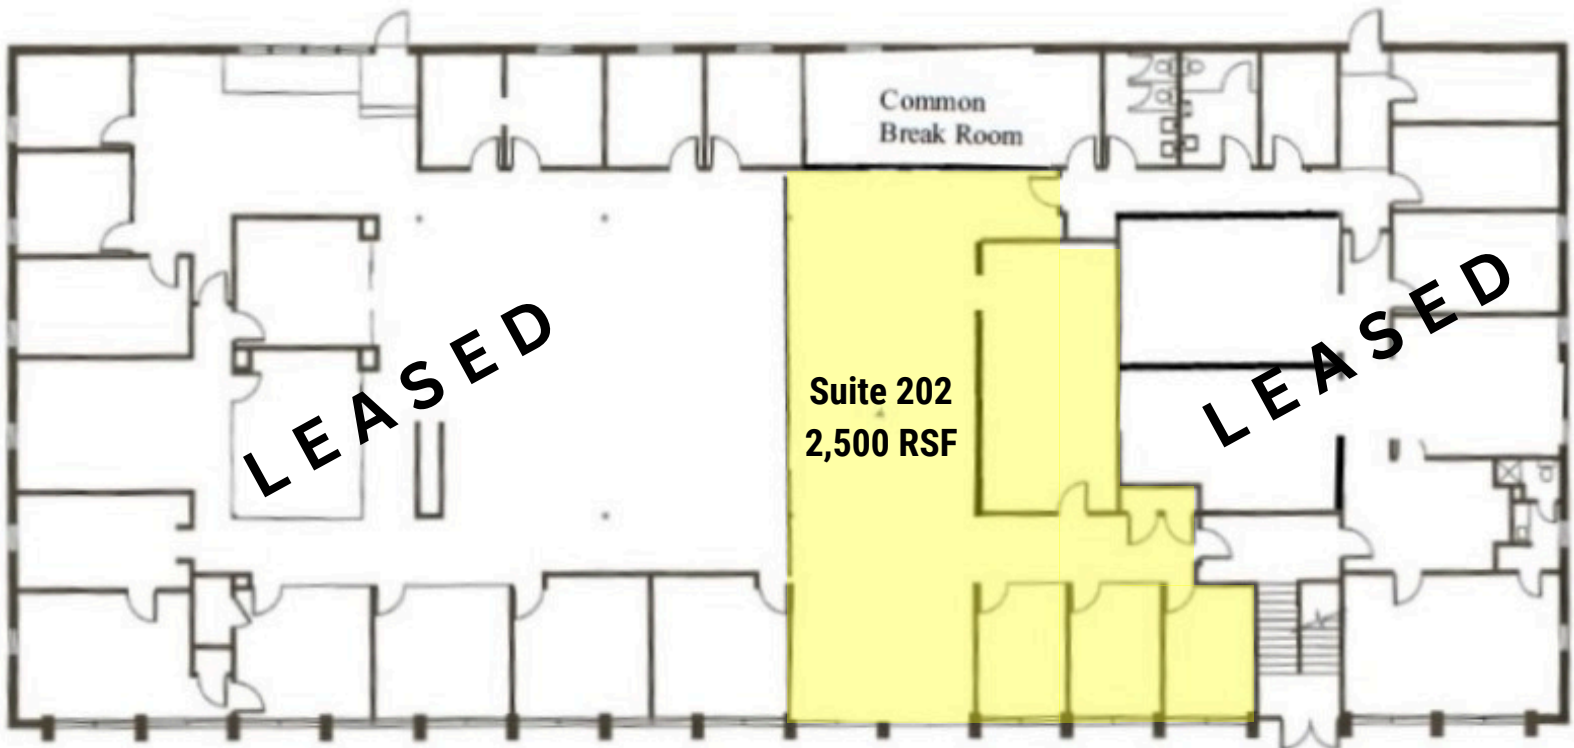 Common
Break Room
LEASED
LEASED
Suite 202
2,500 RSF